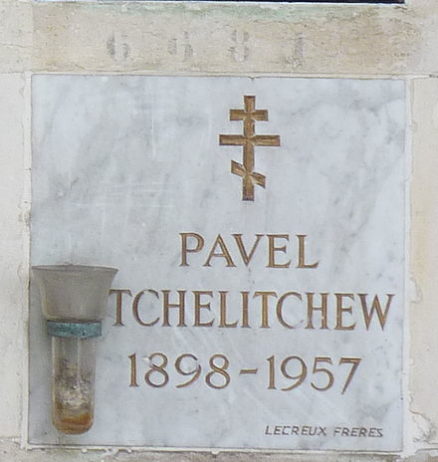 PAVEL
TCHELITCHEW
1898-1957
LECREUX FRERES